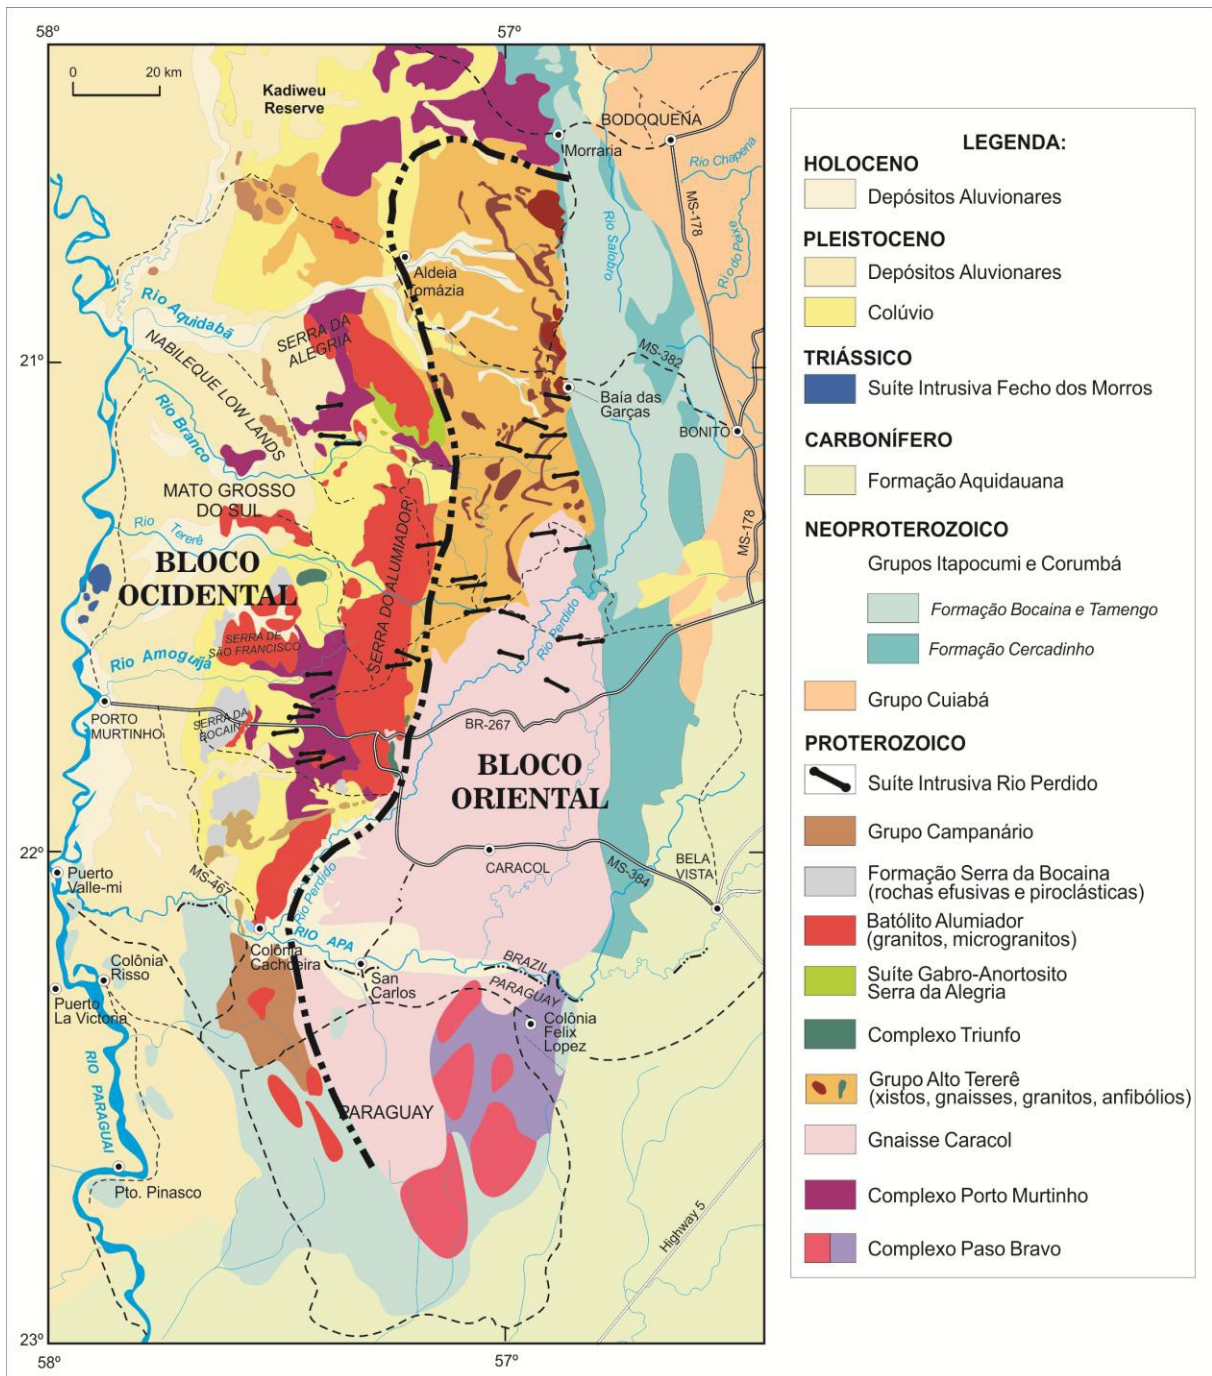 58º
57º
0
20 km
Kadiweu
Reserve
BODOQUENA
Morraria
Rio Chapena
MS-178
Rio Salobro
Rio do Peixe
Aldeia
Tomázia
Rio Aquidabã
SERRA DA
ALEGRIA
NABILEQUE LOW LANDS
21º
MS-382
Baía das
Garças
BONITO
Rio Branco
MATO GROSSO
DO SUL
MS-178
Rio Tererê
BLOCO
OCIDENTAL
SERRA DO ALUMIADOR
SERRA DE
SÃO FRANCISCO
Rio Perdido
Rio Amoguijá
PORTO
MURTINHO
SERRA DA
BOCAIN
BR-267
BLOCO
ORIENTAL
22º
Puerto
Valle-mi
MS-467
CARACOL
MS-384
BELA
VISTA
Rio Perdido
RIO APA
Colônia
Cachoeira
Colônia
Risso
BRAZIL
PARAGUAY
San
Carlos
Puerto
La Victoria
Colônia
Felix
Lopez
RIO PARAGUAI
PARAGUAY
Pto. Pinasco
Highway 5
23º
58º
57º
LEGENDA:
HOLOCENO
Depósitos Aluvionares
PLEISTOCENO
Depósitos Aluvionares
Colúvio
TRIÁSSICO
Suíte Intrusiva Fecho dos Morros
CARBONÍFERO
Formação Aquidauana
NEOPROTEROZOICO
Grupos Itapocumi e Corumbá
Formação Bocaina e Tamengo
Formação Cercadinho
Grupo Cuiabá
PROTEROZOICO
Suíte Intrusiva Rio Perdido
Grupo Campanário
Formação Serra da Bocaina
(rochas efusivas e piroclásticas)
Batólito Alumiador
(granitos, microgranitos)
Suíte Gabro-Anortosito
Serra da Alegria
Complexo Triunfo
Grupo Alto Tererê
(xistos, gnaisses, granitos, anfibólios)
Gnaisse Caracol
Complexo Porto Murtinho
Complexo Paso Bravo